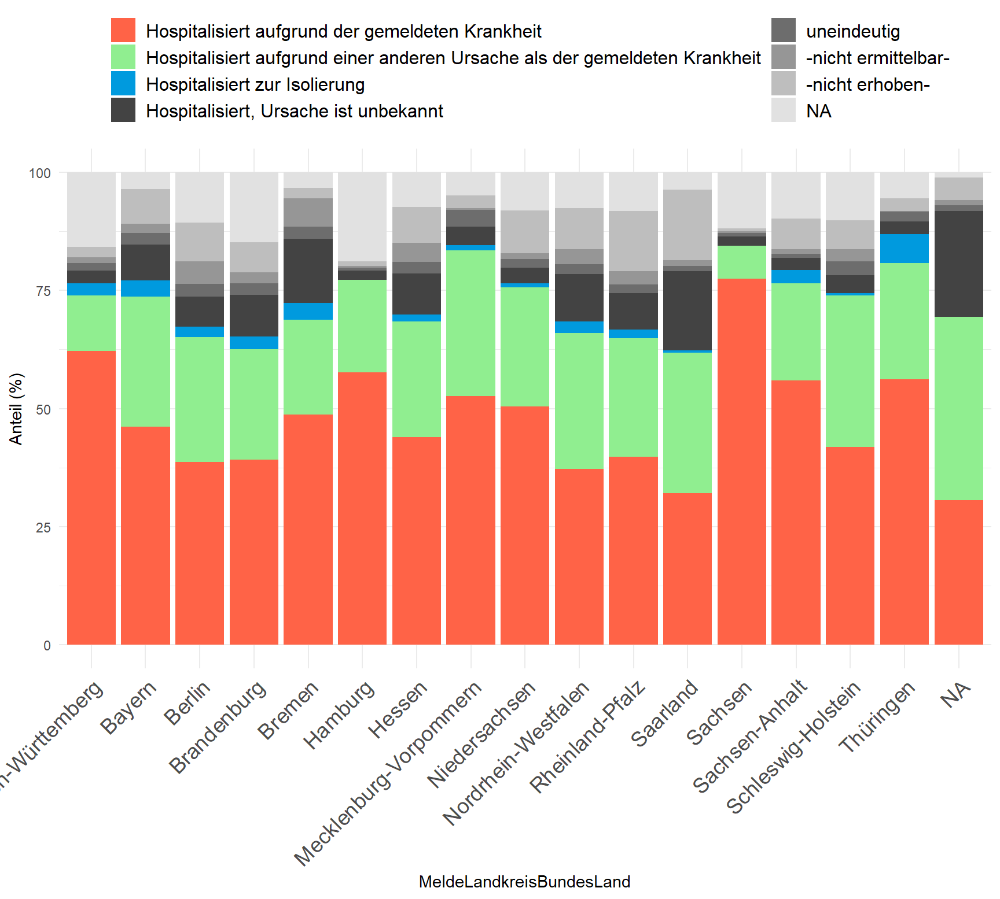 Hospitalisiert aufgrund der gemeldeten Krankheit
Hospitalisiert aufgrund einer anderen Ursache als der gemeldeten Krankheit
Hospitalisiert zur Isolierung
Hospitalisiert, Ursache ist unbekannt
uneindeutig
-nicht ermittelbar-
-nicht erhoben-
NA
Anteil (%)
100
75
50
25
0
n-Württemberg
Bayern
Berlin
Brandenburg
Bremen
Hamburg
Hessen
Mecklenburg-Vorpommern
Niedersachsen
Nordrhein-Westfalen
Rheinland-Pfalz
Saarland
Sachsen
Sachsen-Anhalt
Schleswig-Holstein
Thüringen
NA
MeldeLandkreisBundesLand